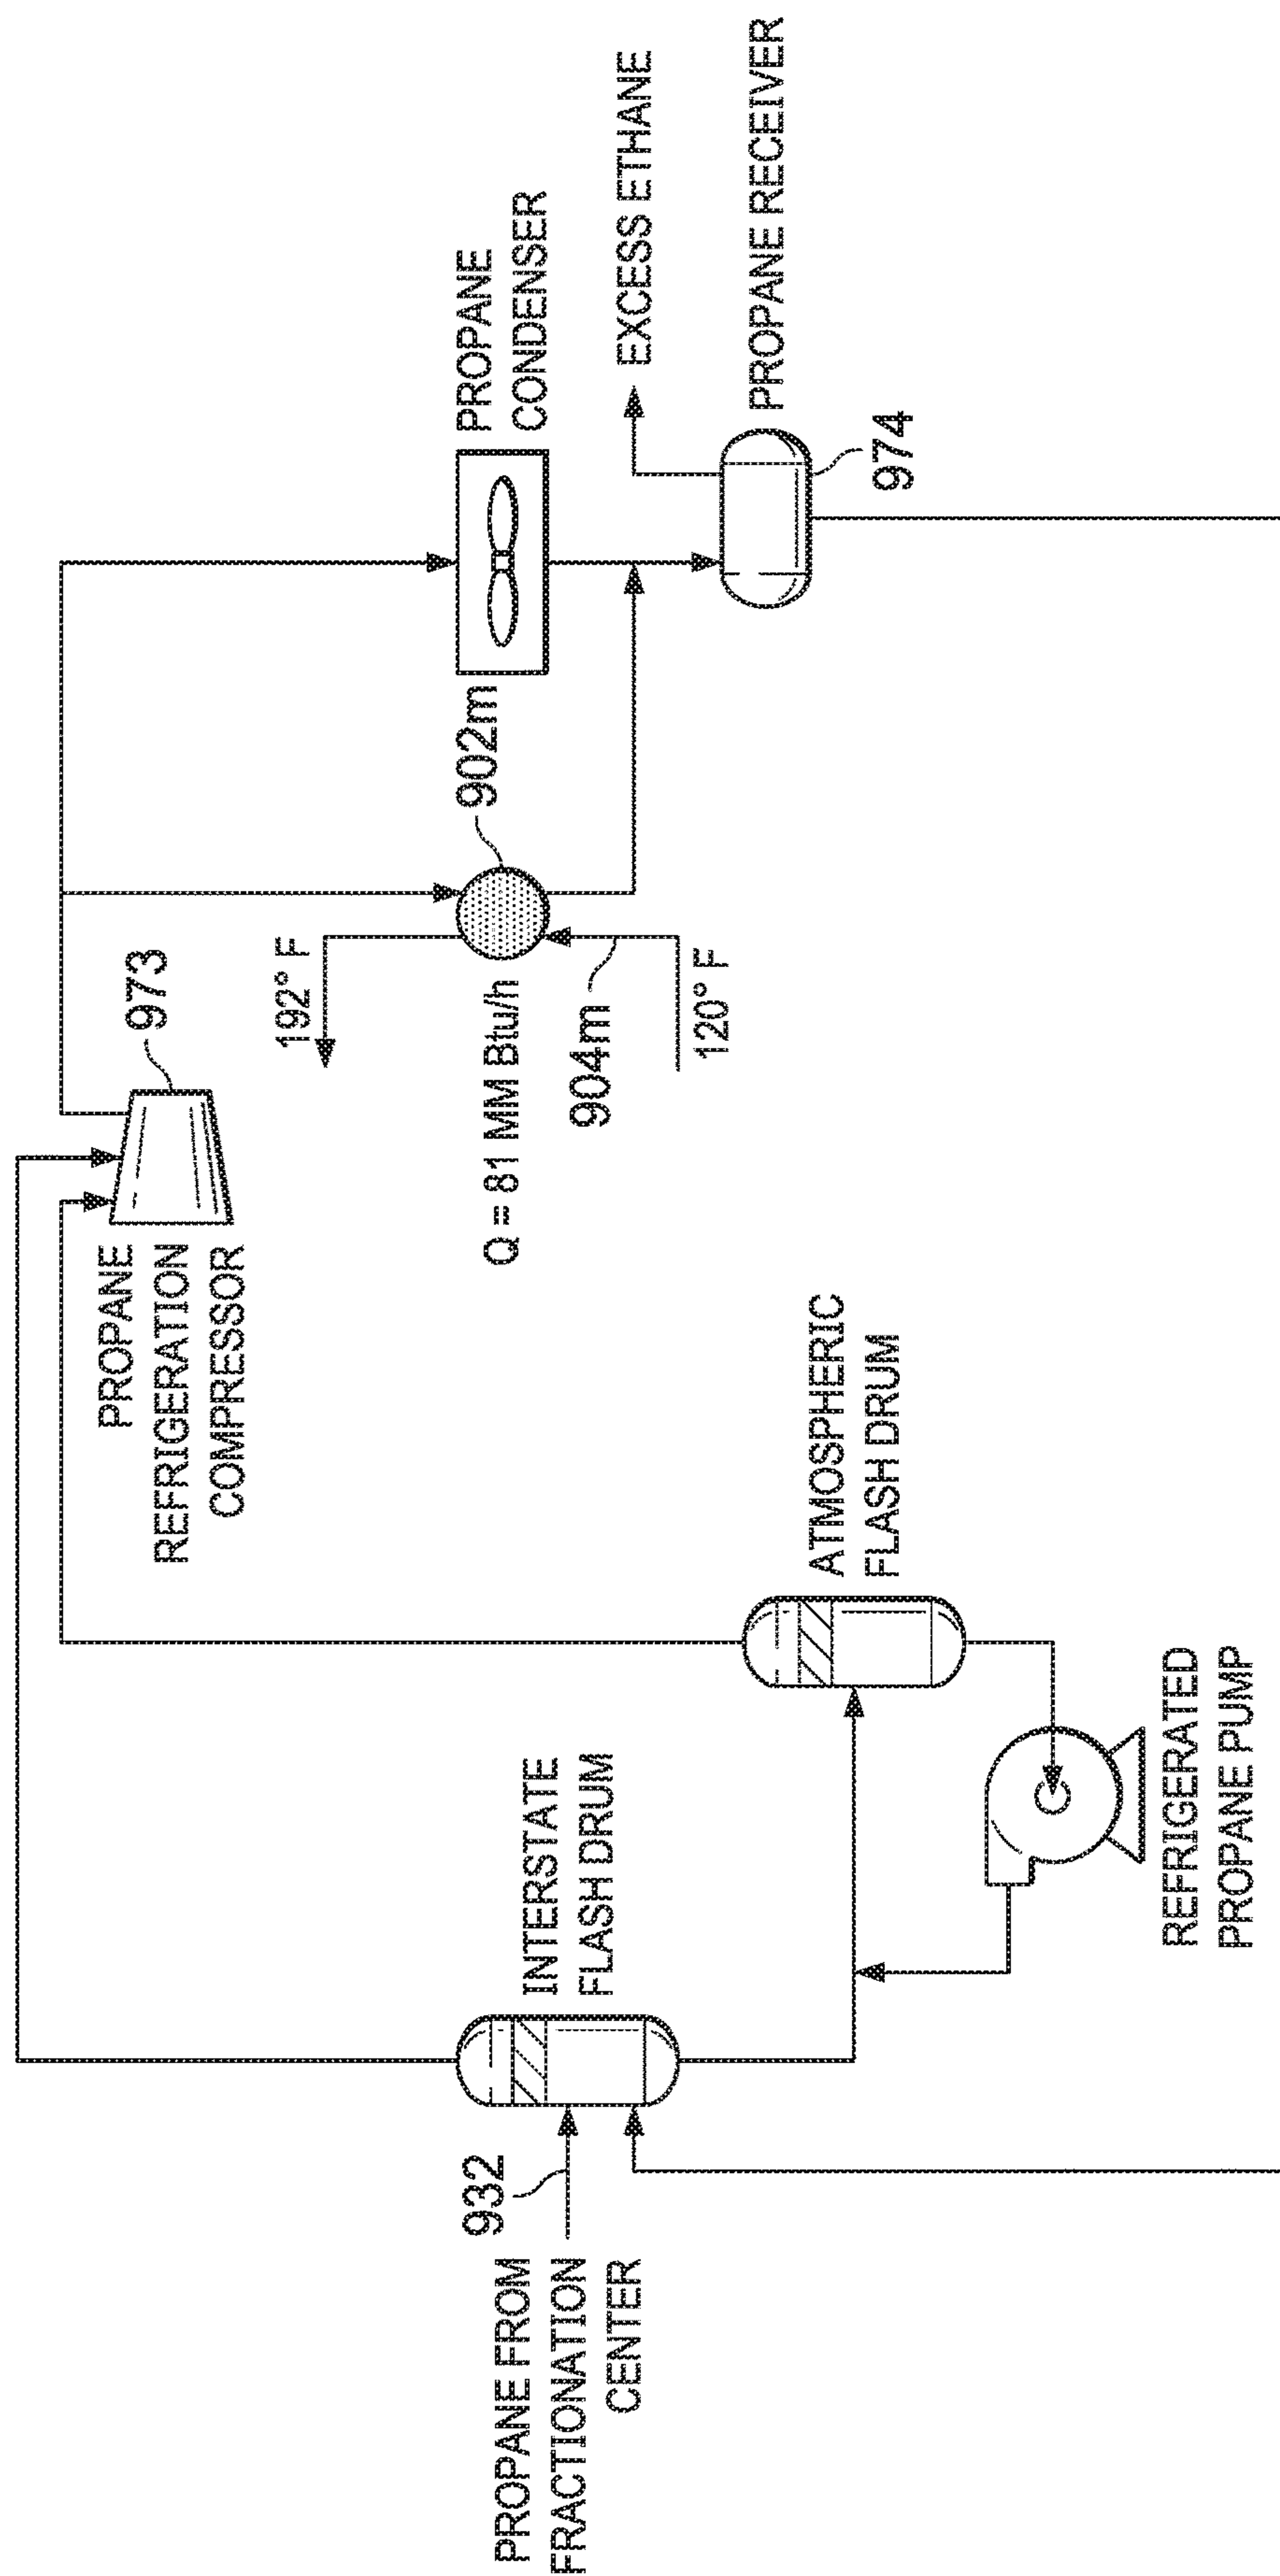 PROPANE FROM
FRACTIONATION
CENTER
932
INTERSTATE
FLASH DRUM
ATMOSPHERIC
FLASH DRUM
REFRIGERATED
PROPANE PUMP
PROPANE
REFRIGERATION
COMPRESSOR
973
192° F
Q = 81 MM Btu/h
904m
120° F
902m
PROPANE
CONDENSER
EXCESS ETHANE
PROPANE RECEIVER
974